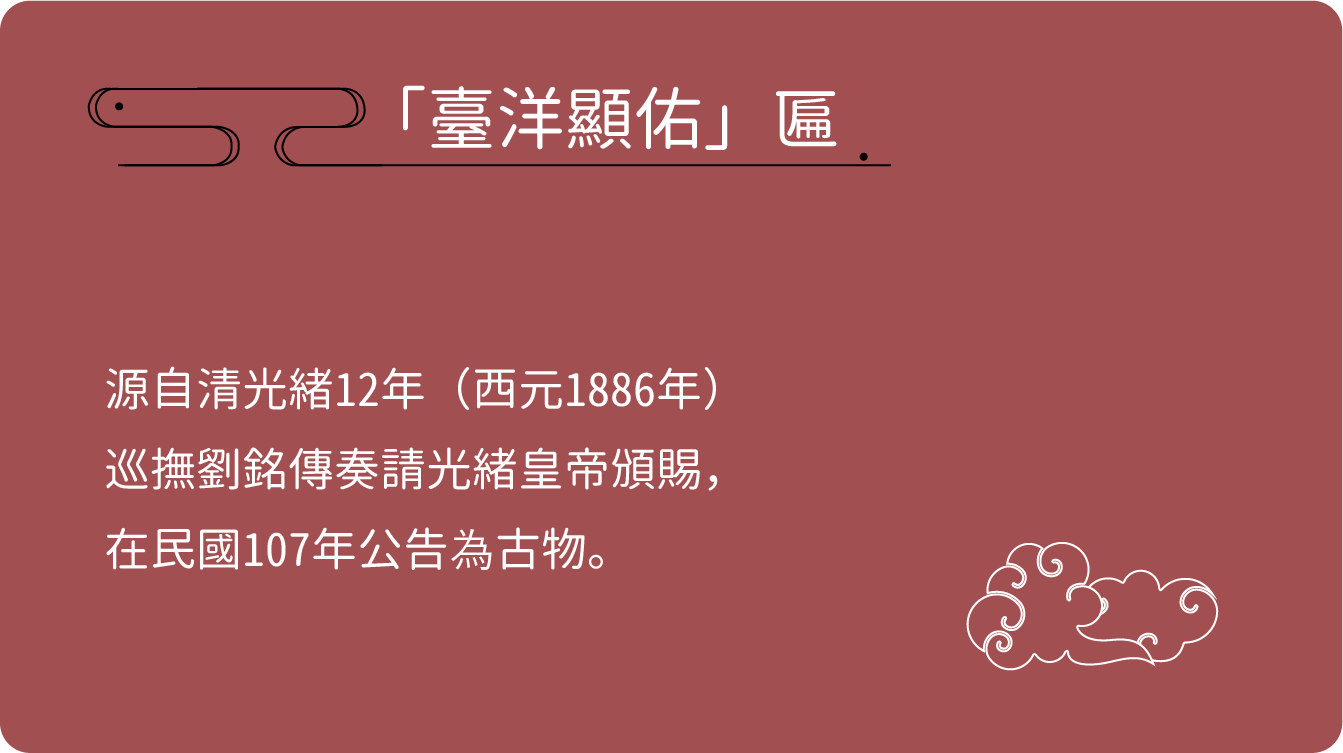 「臺洋顯佑」匾
源自清光緒12年（西元1886年）
巡撫劉銘傳奏請光緒皇帝頒賜，
在民國107年公告為古物。